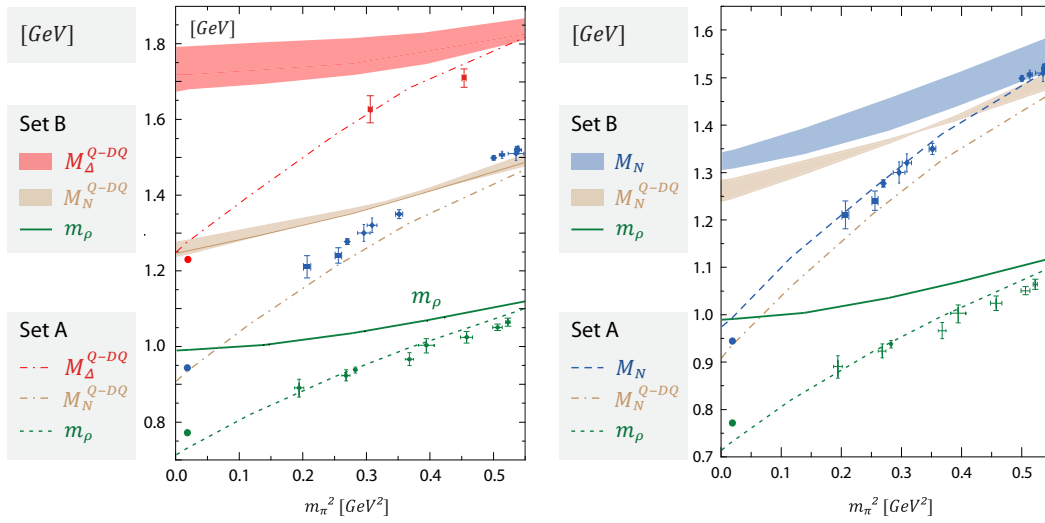 [GeV]
Set B
M_Δ^{Q-DQ}
M_N^{Q-DQ}
m_ρ
Set A
M_Δ^{Q-DQ}
M_N^{Q-DQ}
m_ρ
[GeV]
1.8
1.6
1.4
1.2
1.0
0.8
m_ρ
0.0 0.1 0.2 0.3 0.4 0.5
m_π^2 [GeV^2]
[GeV]
Set B
M_N
M_N^{Q-DQ}
m_ρ
Set A
M_N
M_N^{Q-DQ}
m_ρ
1.6
1.5
1.4
1.3
1.2
1.1
1.0
0.9
0.8
0.7
0.0 0.1 0.2 0.3 0.4 0.5
m_π^2 [GeV^2]